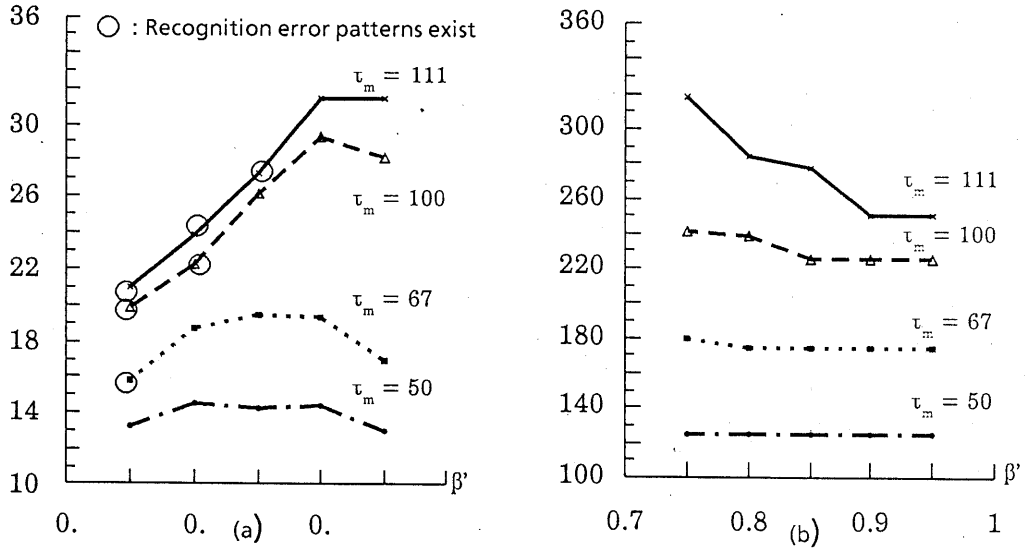 36
○ : Recognition error patterns exist
τm = 111
30
26
τm = 100
22
τm = 67
18
τm = 50
14
10
β'
0. 0. 0.
(a)
360
300
τm = 111
260
τm = 100
220
τm = 67
180
τm = 50
140
100
β'
0.7 0.8 0.9 1
(b)